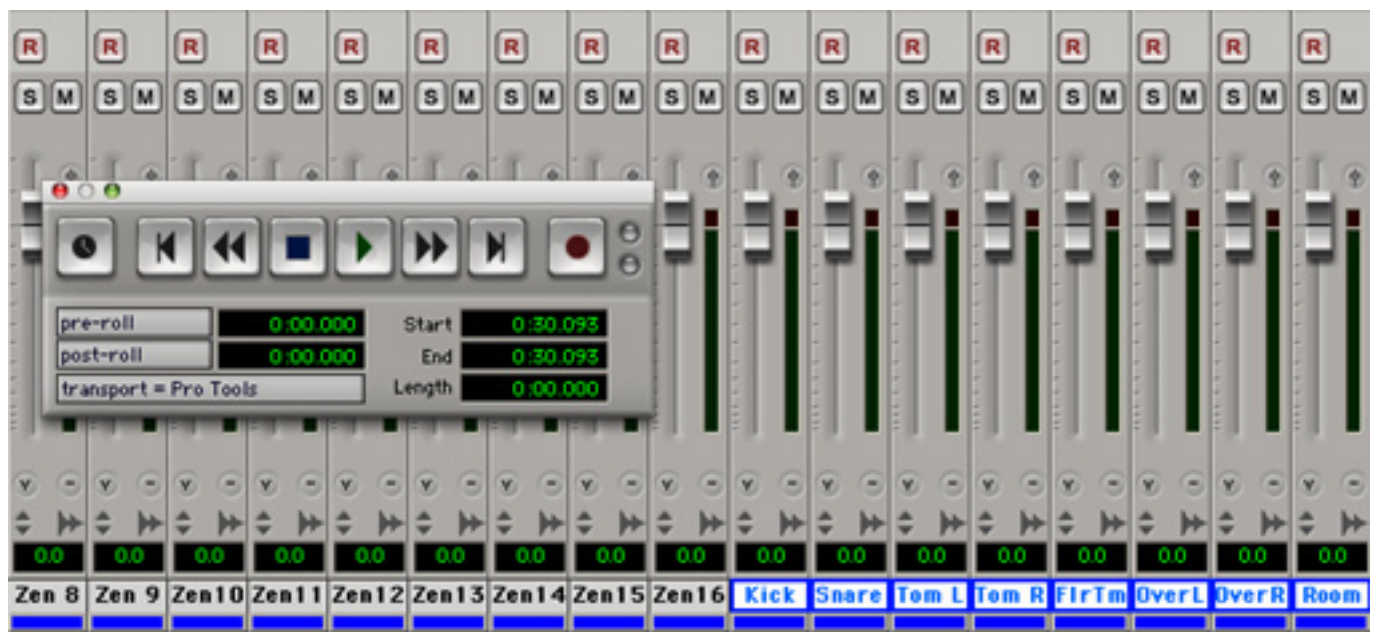 R R R R R R R R R R R R R R R R R
S M S M S M S M S M S M S M S M S M S M S M S M S M S M S M S M S M
pre-roll 0:00.000 Start 0:30.093
post-roll 0:00.000 End 0:30.093
transport = Pro Tools Length 0:00.000
v - v - v - v - v - v - v - v - v - v - v - v - v - v - v - v - v -
0.0 0.0 0.0 0.0 0.0 0.0 0.0 0.0 0.0 0.0 0.0 0.0 0.0 0.0 0.0 0.0 0.0
Zen 8 Zen 9 Zen10 Zen11 Zen12 Zen13 Zen14 Zen15 Zen16 Kick Snare Tom L Tom R FlrTm OverL OverR Room